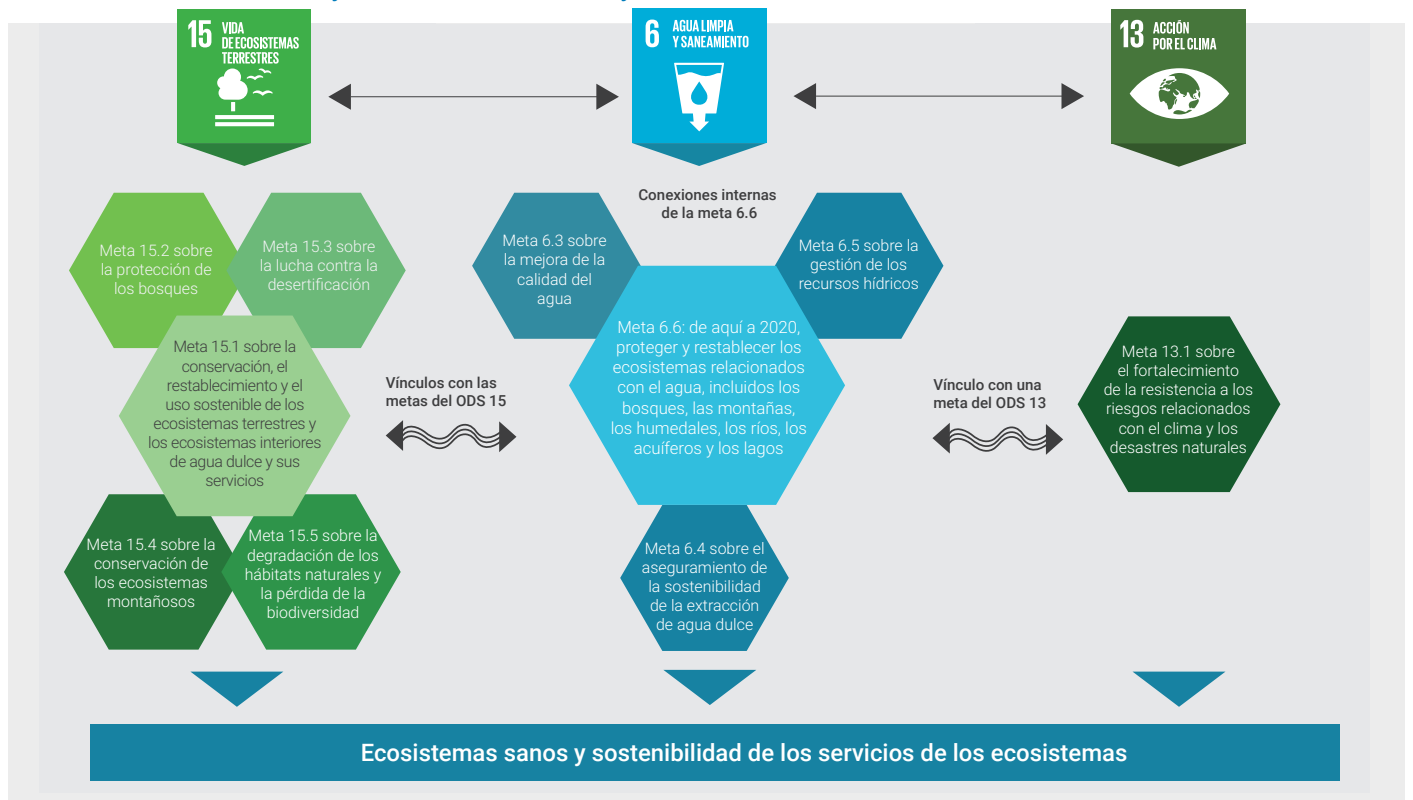 15 VIDA
DE ECOSISTEMAS
TERRESTRES
6 AGUA LIMPIA
Y SANEAMIENTO
13 ACCIÓN
POR EL CLIMA
Meta 15.2 sobre
la protección de
los bosques
Meta 15.3 sobre
la lucha contra la
desertificación
Meta 15.1 sobre la
conservación, el
restablecimiento y el
uso sostenible de los
ecosistemas terrestres y
los ecosistemas interiores
de agua dulce y sus
servicios
Meta 15.4 sobre la
conservación de
los ecosistemas
montañosos
Meta 15.5 sobre la
degradación de los
hábitats naturales y
la pérdida de la
biodiversidad
Vínculos con las
metas del ODS 15
Conexiones internas
de la meta 6.6
Meta 6.3 sobre
la mejora de la
calidad del
agua
Meta 6.5 sobre la
gestión de los
recursos hídricos
Meta 6.6: de aquí a 2020,
proteger y restablecer los
ecosistemas relacionados
con el agua, incluidos los
bosques, las montañas,
los humedales, los ríos, los
acuíferos y los lagos
Meta 6.4 sobre el
aseguramiento de
la sostenibilidad
de la extracción
de agua dulce
Vínculo con una
meta del ODS 13
Meta 13.1 sobre
el fortalecimiento
de la resistencia a los
riesgos relacionados
con el clima y los
desastres naturales
Ecosistemas sanos y sostenibilidad de los servicios de los ecosistemas